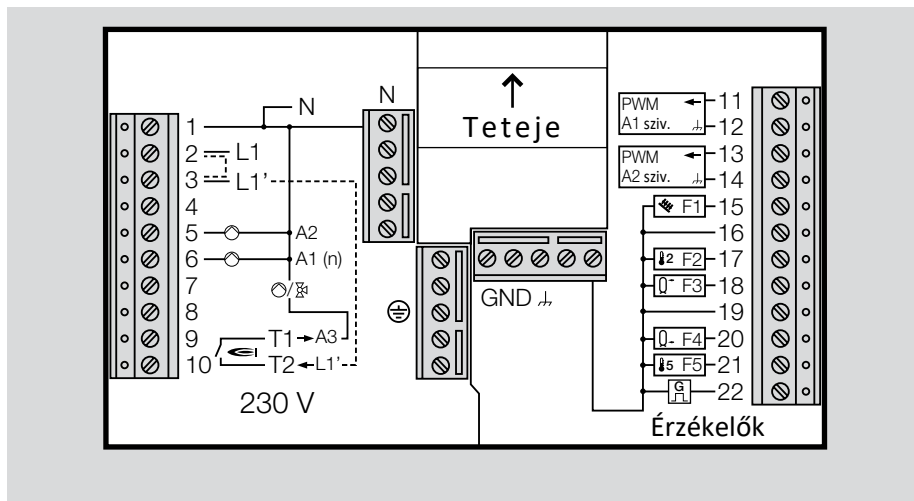 N
N
1
2 L1
3 L1'
4
5 A2
6 A1 (n)
7
8
9 T1 A3
10 T2 L1'
230 V
Teteje
GND
PWM 11
A1 sziv. 12
PWM 13
A2 sziv. 14
F1 15
16
2 F2 17
F3 18
19
F4 20
5 F5 21
G 22
Érzékelők